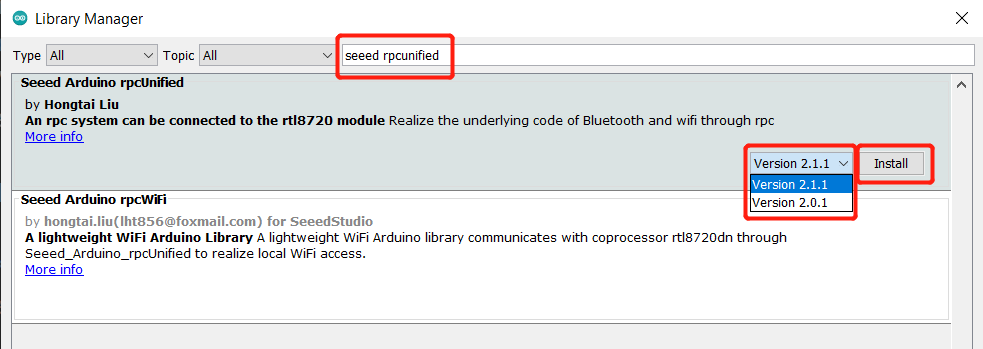 Library Manager
Type All Topic All seeed rpcunified
Seeed Arduino rpcUnified
by Hongtai Liu
An rpc system can be connected to the rtl8720 module Realize the underlying code of Bluetooth and wifi through rpc
More info
Version 2.1.1 Install
Version 2.1.1
Version 2.0.1
Seeed Arduino rpcWiFi
by hongtai.liu(lht856@foxmail.com) for SeeedStudio
A lightweight WiFi Arduino Library A lightweight WiFi Arduino library communicates with coprocessor rtl8720dn through
Seeed_Arduino_rpcUnified to realize local WiFi access.
More info